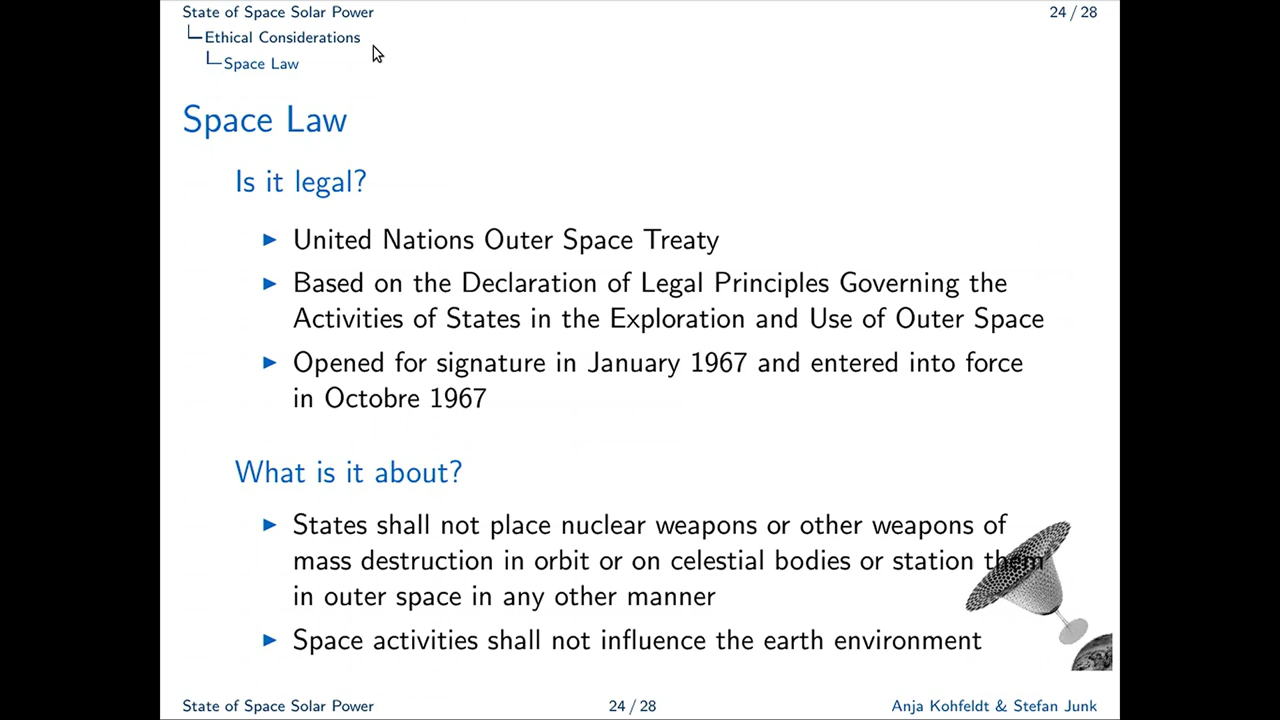 State of Space Solar Power 24 / 28
Ethical Considerations
Space Law
Space Law
Is it legal?
United Nations Outer Space Treaty
Based on the Declaration of Legal Principles Governing the
Activities of States in the Exploration and Use of Outer Space
Opened for signature in January 1967 and entered into force
in Octobre 1967
What is it about?
States shall not place nuclear weapons or other weapons of
mass destruction in orbit or on celestial bodies or station them
in outer space in any other manner
Space activities shall not influence the earth environment
State of Space Solar Power 24 / 28 Anja Kohfeldt & Stefan Junk